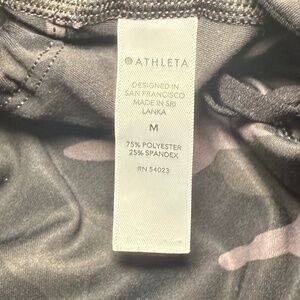 ATHLETA
DESIGNED IN
SAN FRANCISCO
MADE IN SRI
LANKA
M
75% POLYESTER
25% SPANDEX
RN 54023